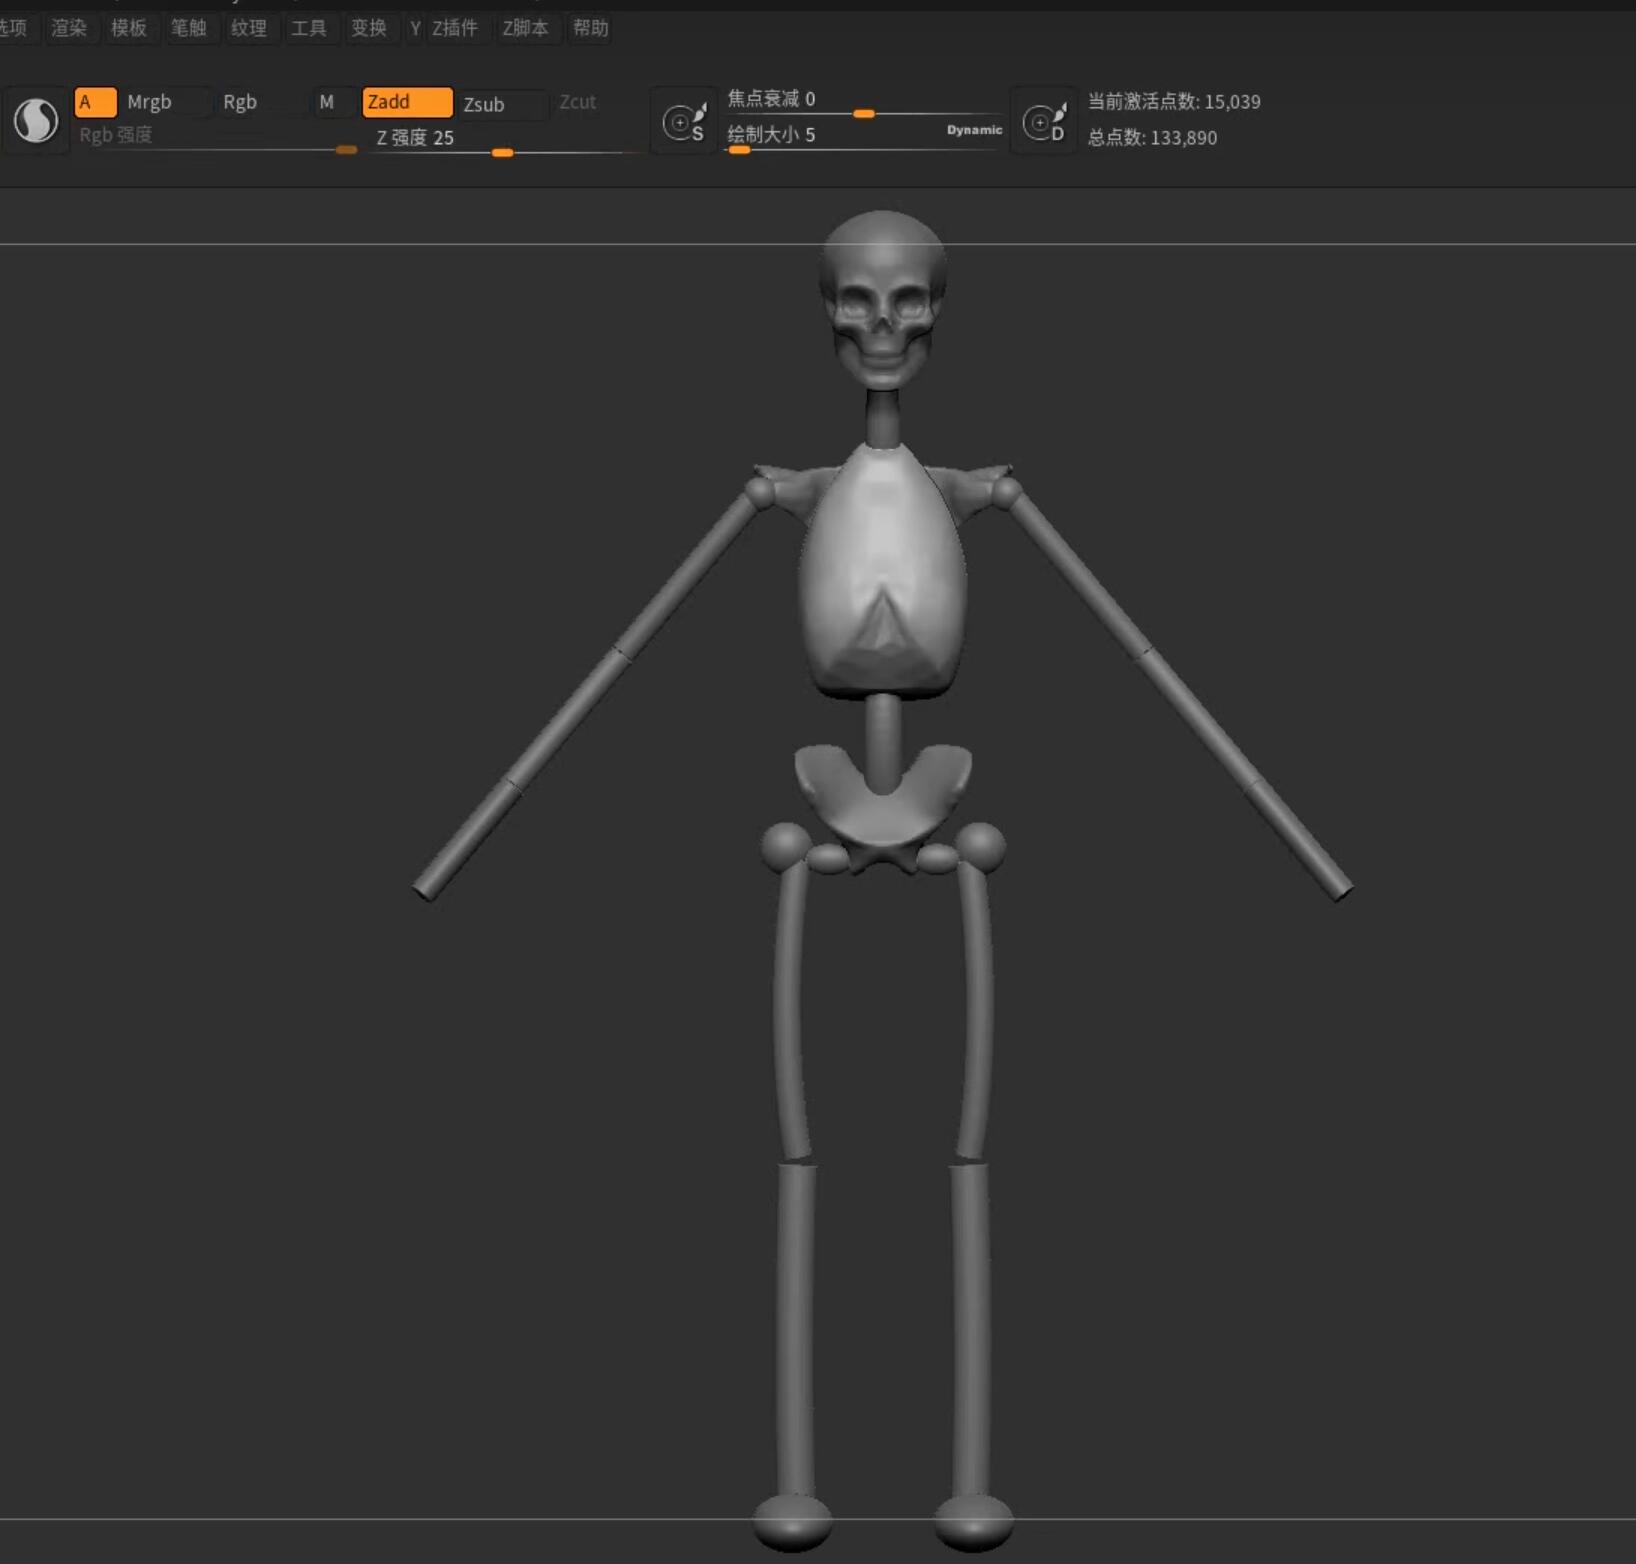 选项 渲染 模板 笔触 纹理 工具 变换 Y Z插件 Z脚本 帮助
A Mrgb Rgb M Zadd Zsub Zcut
Rgb 强度 Z 强度 25
S
焦点衰减 0
绘制大小 5 Dynamic
D
当前激活点数: 15,039
总点数: 133,890